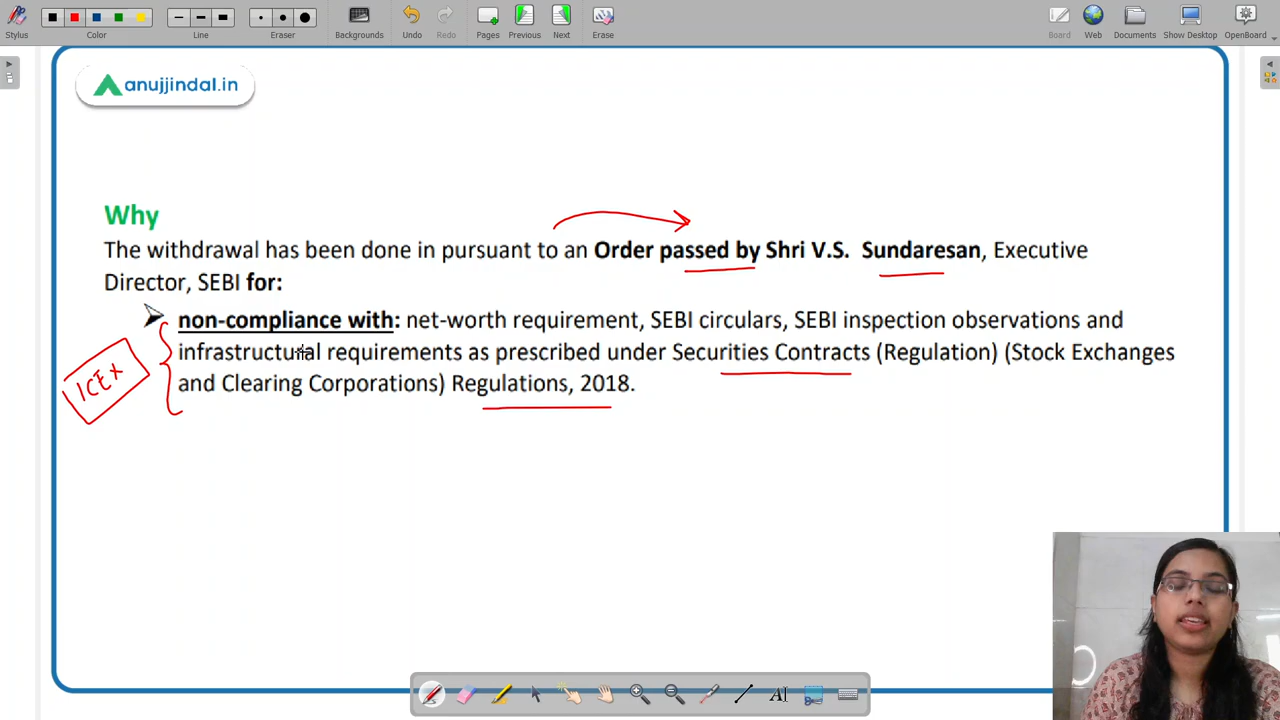 Stylus
Color
Line
Eraser
Backgrounds
Undo
Redo
Pages
Previous
Next
Erase
Board
Web
Documents
Show Desktop
OpenBoard
anujjindal.in
Why
The withdrawal has been done in pursuant to an Order passed by Shri V.S. Sundaresan, Executive
Director, SEBI for:
non-compliance with: net-worth requirement, SEBI circulars, SEBI inspection observations and
infrastructural requirements as prescribed under Securities Contracts (Regulation) (Stock Exchanges
and Clearing Corporations) Regulations, 2018.
ICEx
AI